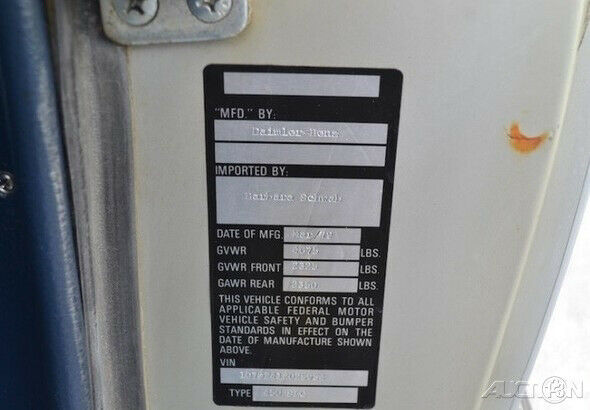 "MFD." BY:
Daimler-Benz
IMPORTED BY:
Barbara Schwab
DATE OF MFG.
GVWR LBS.
GVWR FRONT LBS.
GAWR REAR LBS.
THIS VEHICLE CONFORMS TO ALL
APPLICABLE FEDERAL MOTOR
VEHICLE SAFETY AND BUMPER
STANDARDS IN EFFECT ON THE
DATE OF MANUFACTURE SHOWN
ABOVE.
VIN
TYPE
AUCTION